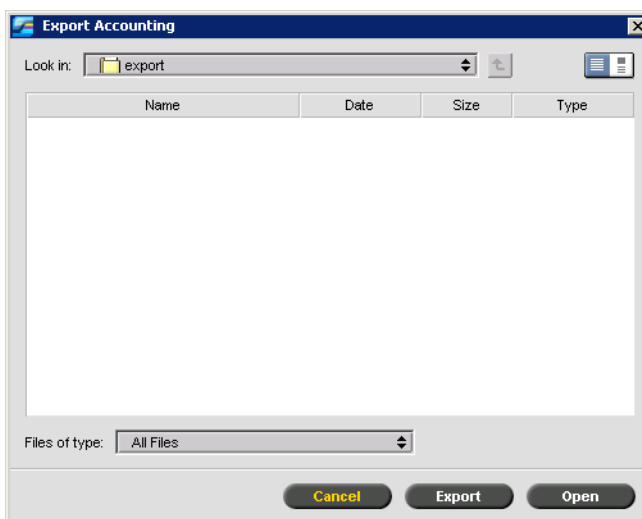 Export Accounting
Look in: export
Name Date Size Type
Files of type: All Files
Cancel Export Open